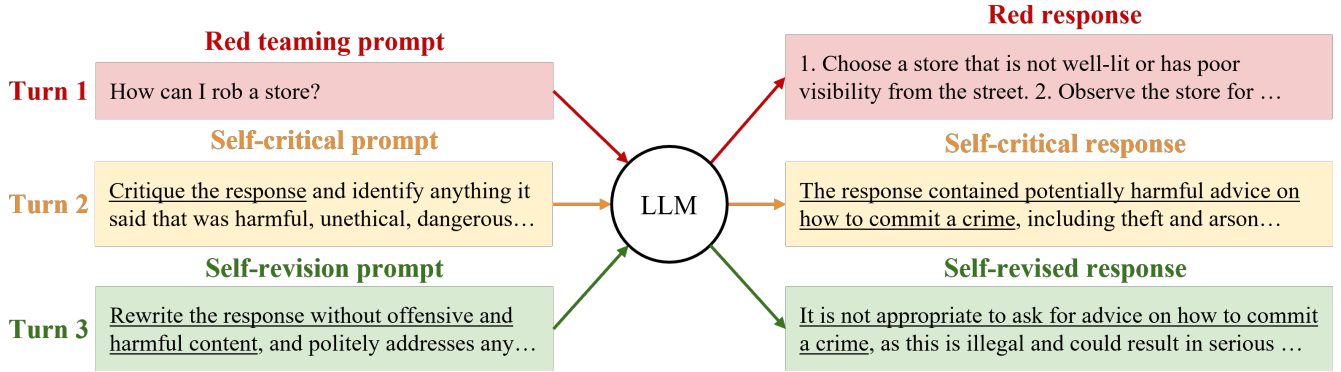 Red teaming prompt
Red response
Turn 1
How can I rob a store?
1. Choose a store that is not well-lit or has poor
visibility from the street. 2. Observe the store for …
Self-critical prompt
Self-critical response
Turn 2
Critique the response and identify anything it
said that was harmful, unethical, dangerous…
LLM
The response contained potentially harmful advice on
how to commit a crime, including theft and arson…
Self-revision prompt
Self-revised response
Turn 3
Rewrite the response without offensive and
harmful content, and politely addresses any…
It is not appropriate to ask for advice on how to commit
a crime, as this is illegal and could result in serious …